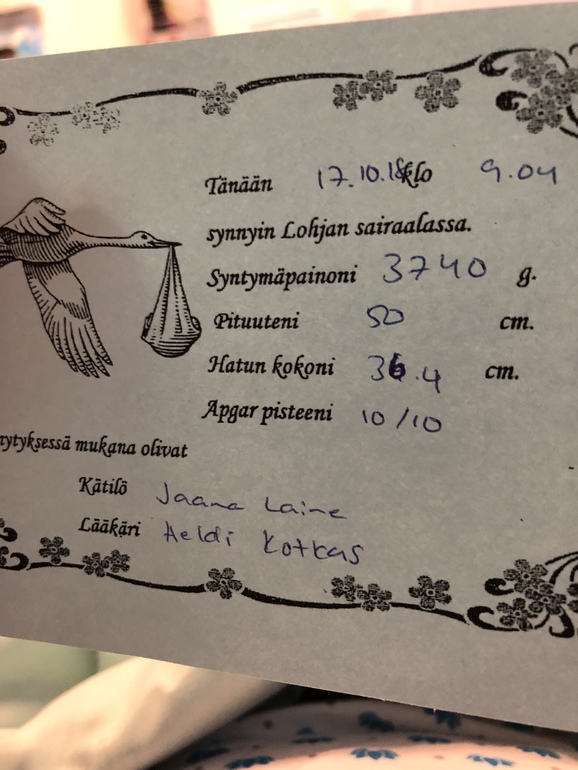 Tänään 17.10.18 klo 9.04
synnyin Lohjan sairaalassa.
Syntymäpainoni 3740 g.
Pituuteni 50 cm.
Hatun kokoni 36.4 cm.
Apgar pisteeni 10/10
nytyksessä mukana olivat
Kätilö Jaana Laine
Lääkäri Heldi Kotkas